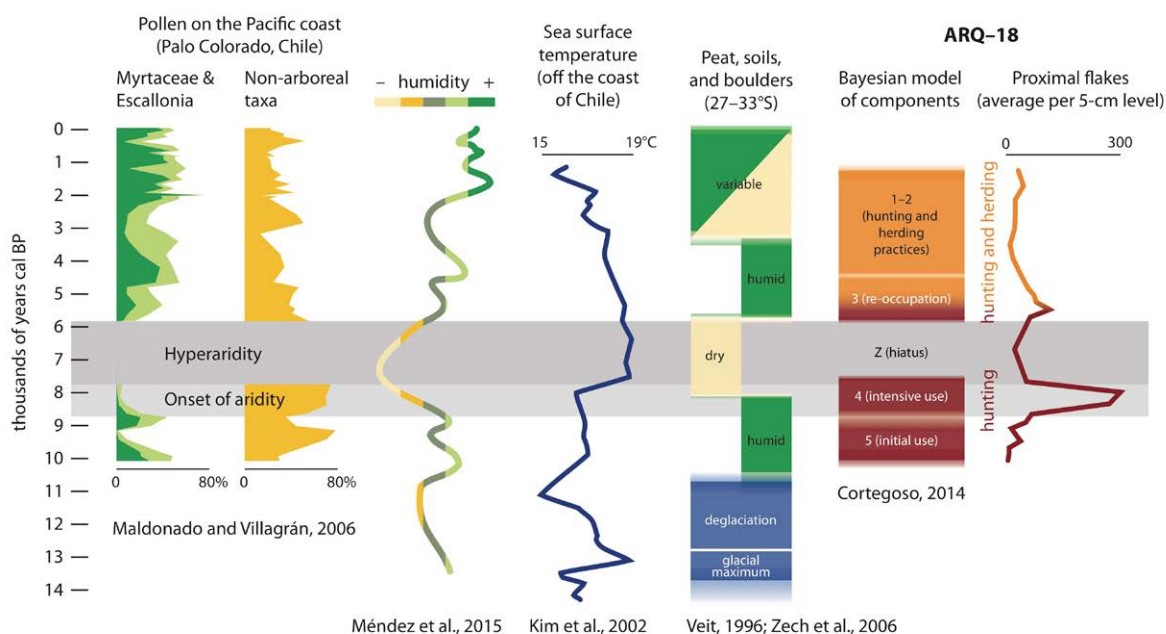 Pollen on the Pacific coast
(Palo Colorado, Chile)
Myrtaceae &
Escallonia
Non-arboreal
taxa
– humidity +
Sea surface
temperature
(off the coast
of Chile)
15 19°C
Peat, soils,
and boulders
(27–33°S)
ARQ–18
Bayesian model
of components
Proximal flakes
(average per 5-cm level)
0 300
thousands of years cal BP
0
1
2
3
4
5
6
7
8
9
10
11
12
13
14
Hyperaridity
Onset of aridity
0 80%
0 80%
Maldonado and Villagrán, 2006
Méndez et al., 2015
Kim et al., 2002
variable
humid
dry
humid
deglaciation
glacial
maximum
Veit, 1996; Zech et al., 2006
1–2
(hunting and
herding
practices)
3 (re-occupation)
Z (hiatus)
4 (intensive use)
5 (initial use)
Cortegoso, 2014
hunting and herding
hunting